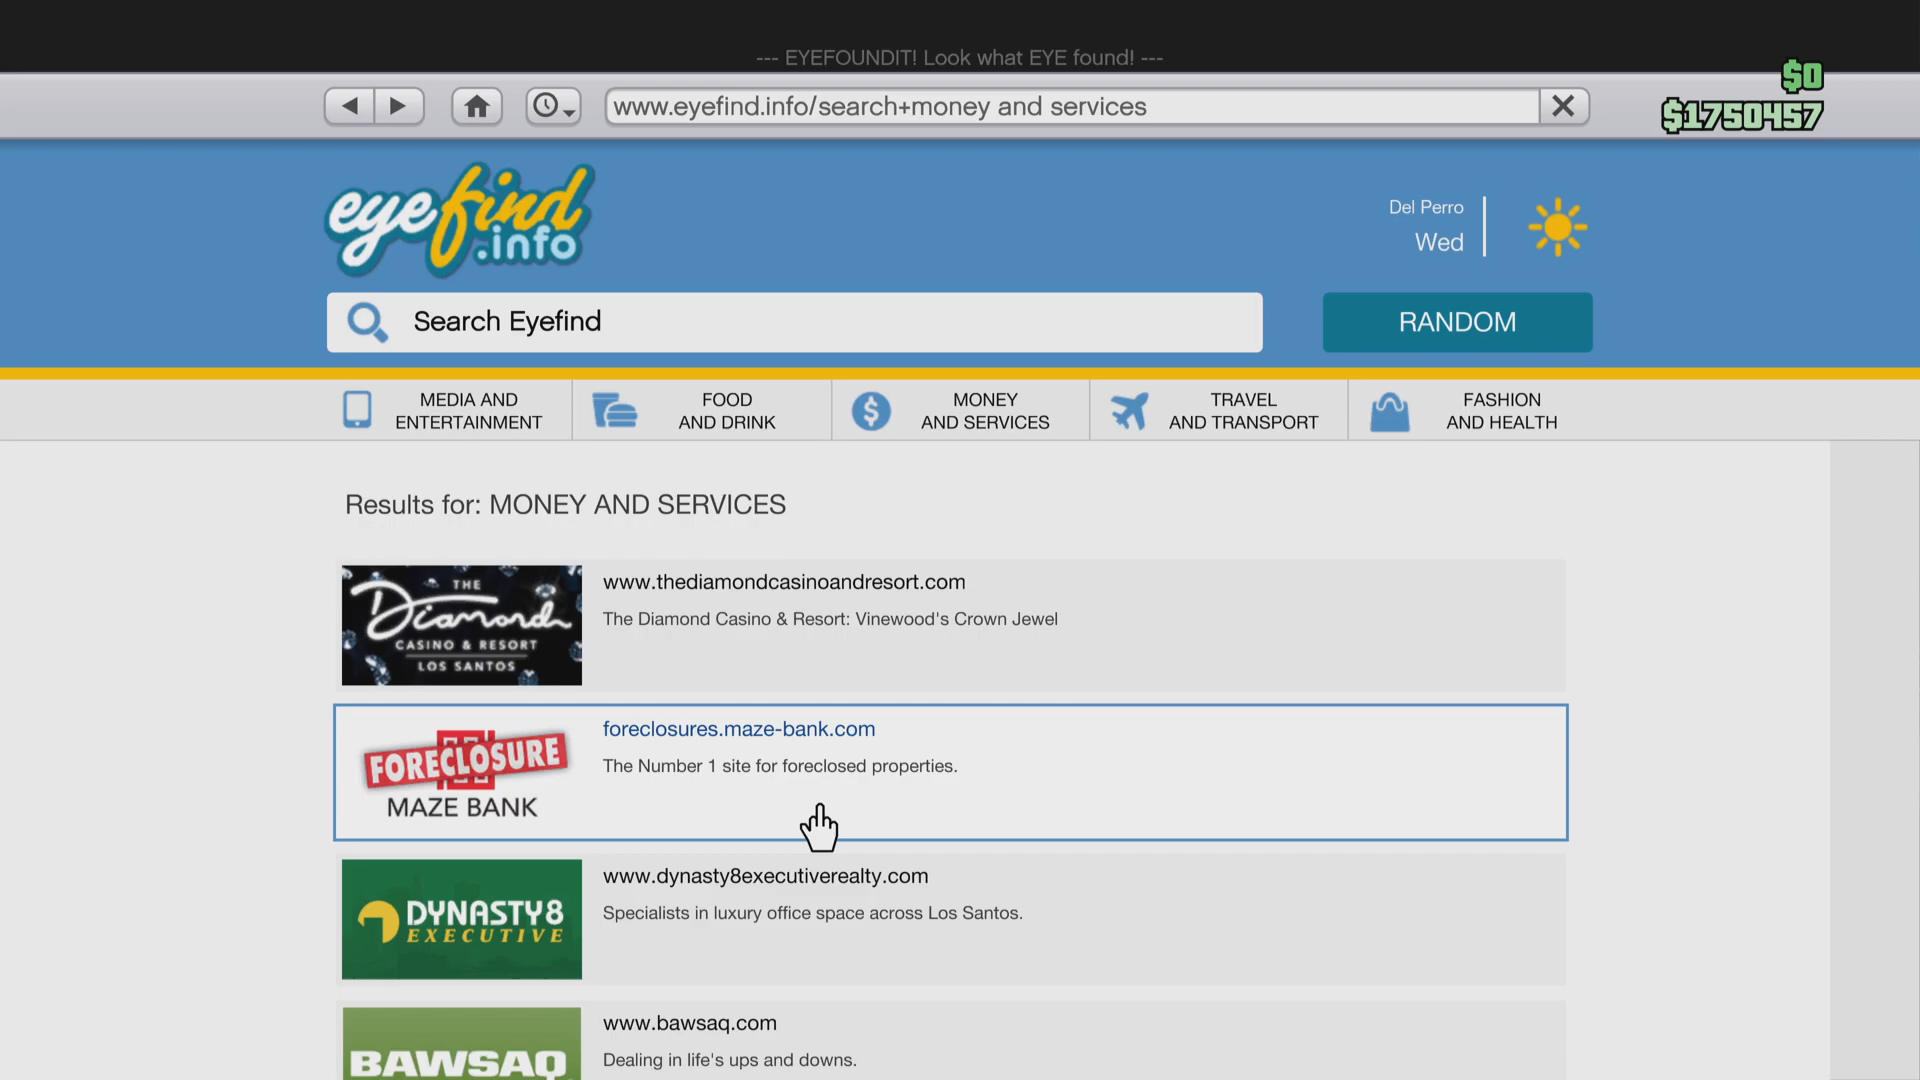 --- EYEFOUNDIT! Look what EYE found! ---
$0
www.eyefind.info/search+money and services
$1750457
eyefind
.info
Del Perro
Wed
Search Eyefind
RANDOM
MEDIA AND
ENTERTAINMENT
FOOD
AND DRINK
MONEY
AND SERVICES
TRAVEL
AND TRANSPORT
FASHION
AND HEALTH
Results for: MONEY AND SERVICES
THE
Diamond
CASINO & RESORT
LOS SANTOS
www.thediamondcasinoandresort.com
The Diamond Casino & Resort: Vinewood's Crown Jewel
FORECLOSURE
MAZE BANK
foreclosures.maze-bank.com
The Number 1 site for foreclosed properties.
DYNASTY8
EXECUTIVE
www.dynasty8executiverealty.com
Specialists in luxury office space across Los Santos.
BAWSAQ
www.bawsaq.com
Dealing in life's ups and downs.